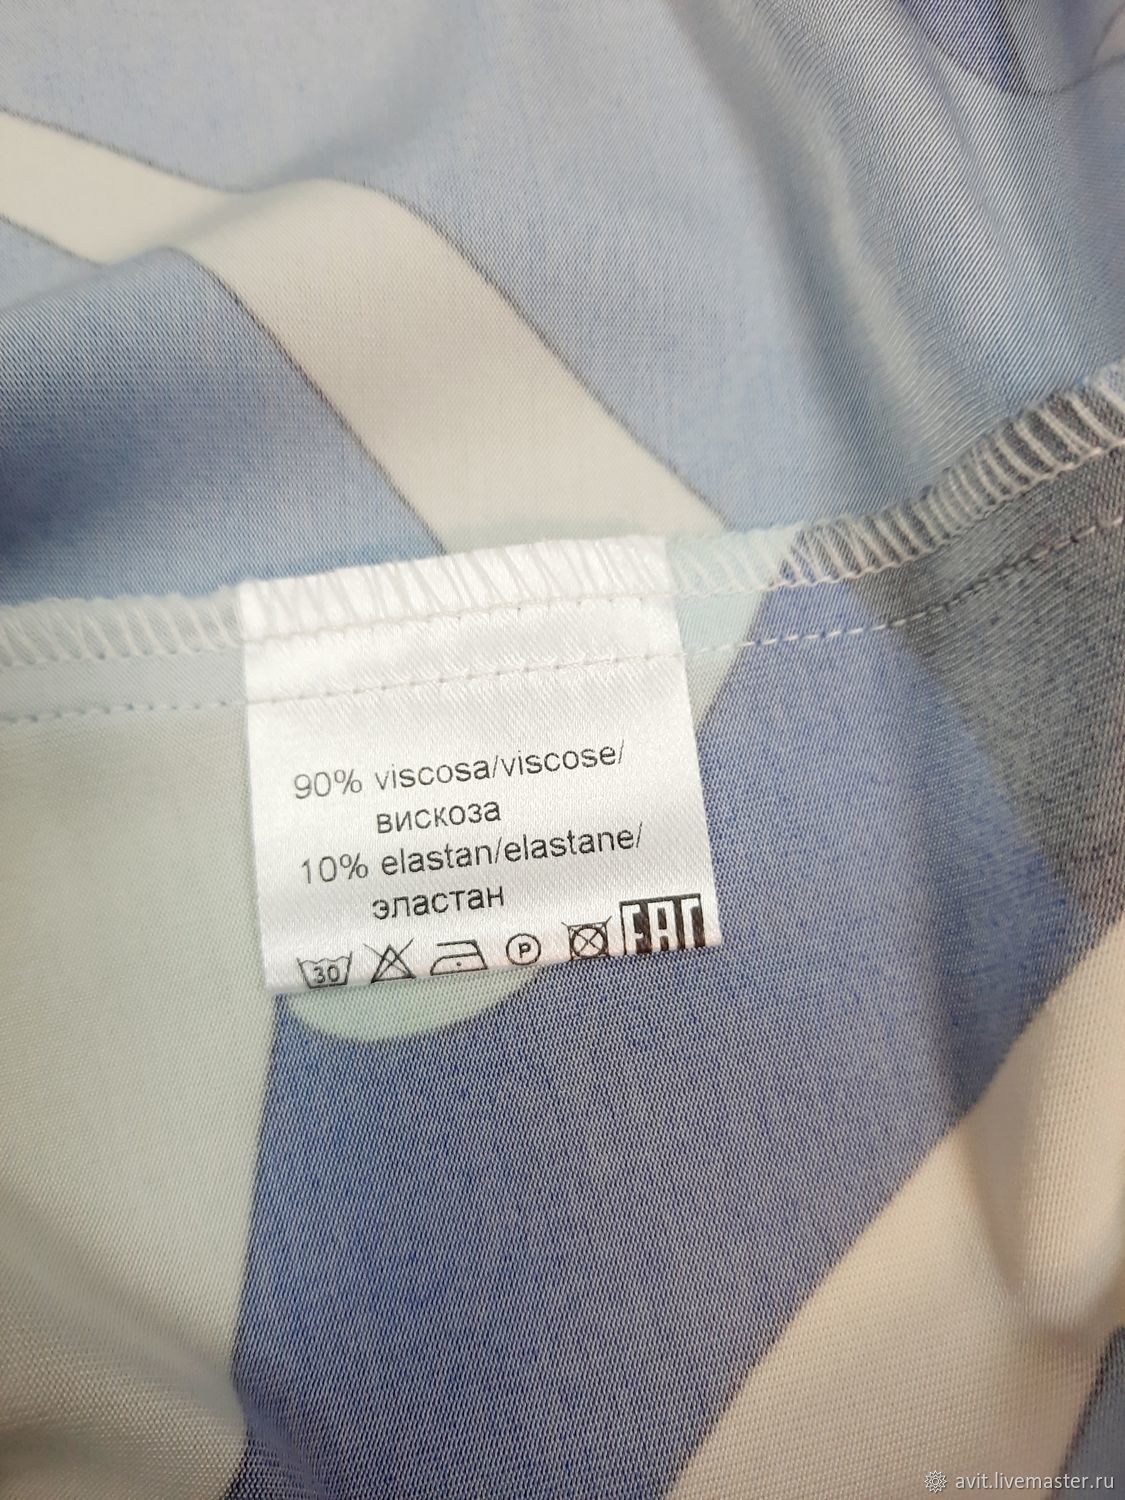 90% viscosa/viscose/
вискоза
10% elastan/elastane/
эластан
30 P EAC
avit.livemaster.ru